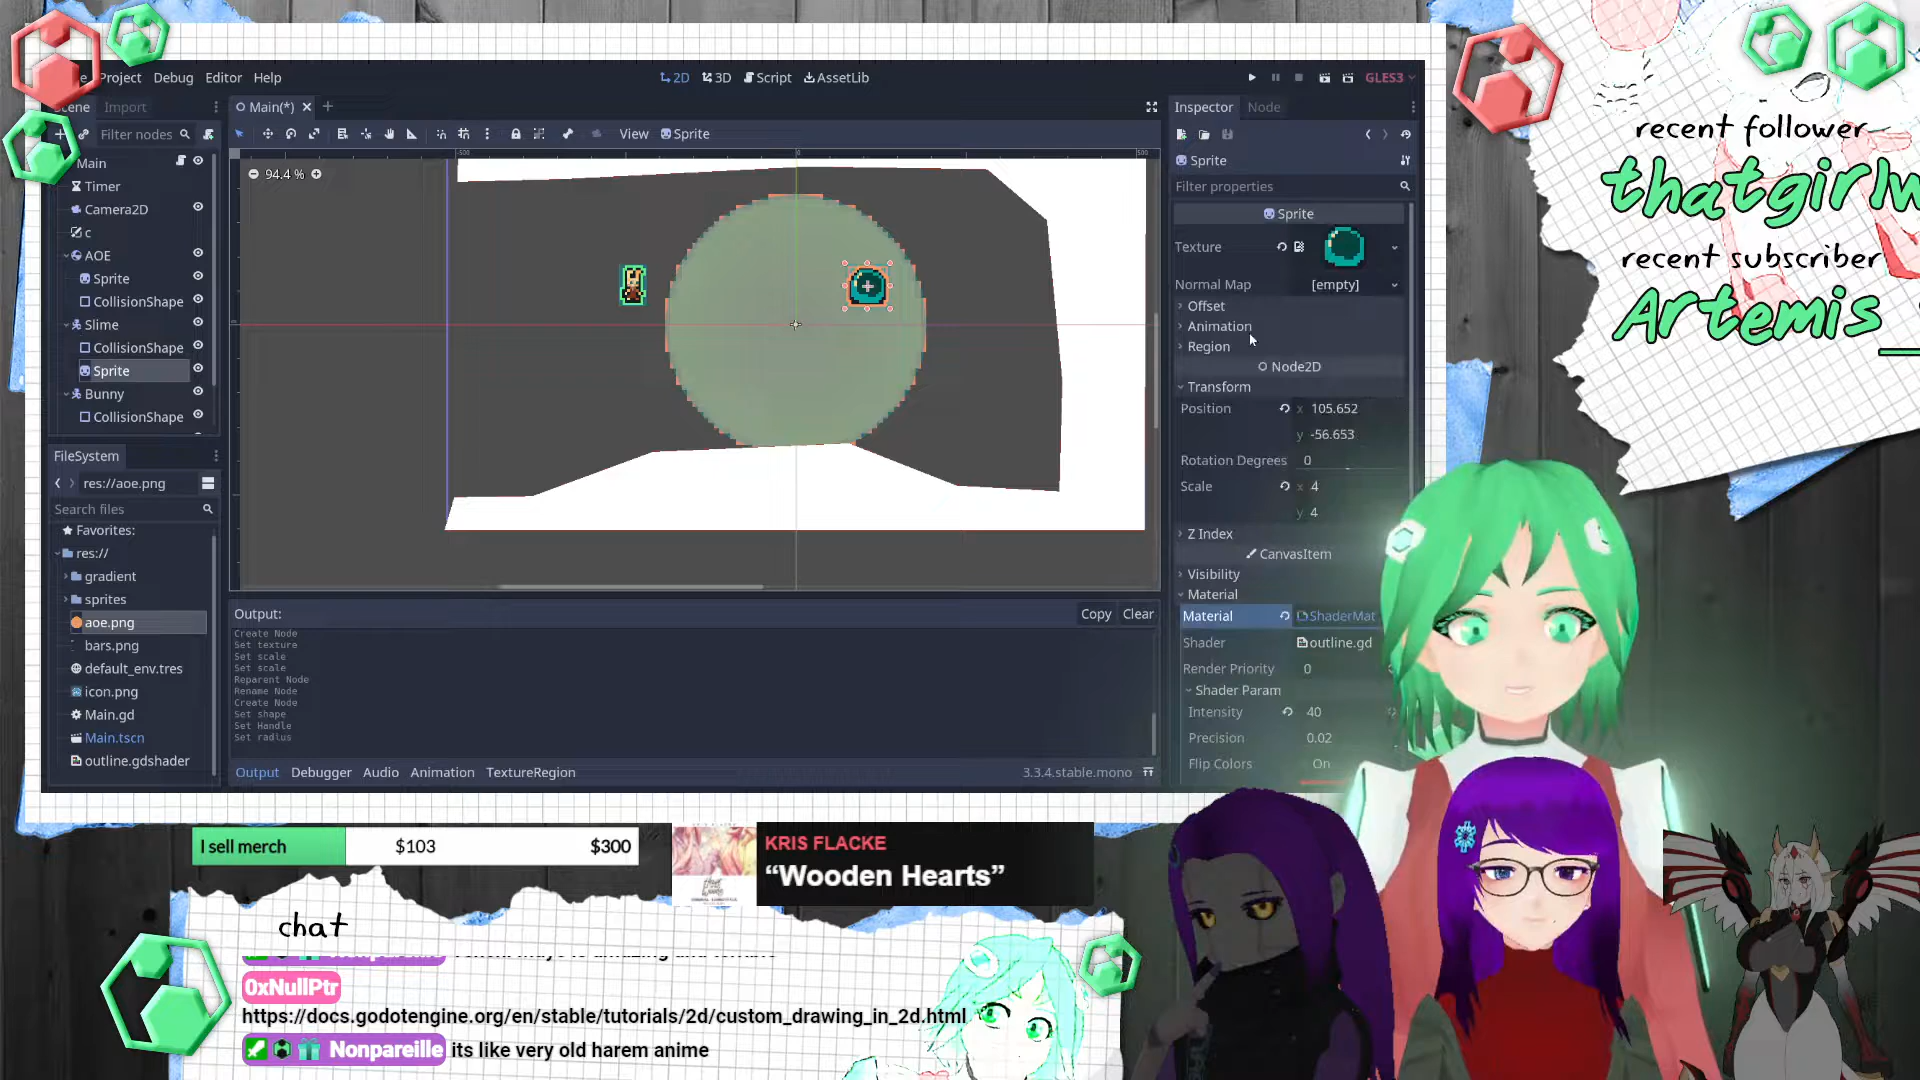 Project Debug Editor Help
2D 3D Script AssetLib
GLES3
Scene Import
Main(*)
Inspector Node
Filter nodes
View Sprite
Main
Timer
Camera2D
c
AOE
Sprite
CollisionShape
Slime
CollisionShape
Sprite
Bunny
CollisionShape
94.4 %
-500
0
500
FileSystem
res://aoe.png
Search files
Favorites:
res://
gradient
sprites
aoe.png
bars.png
default_env.tres
icon.png
Main.gd
Main.tscn
outline.gdshader
Output:
Copy Clear
Create Node
Set texture
Set scale
Set scale
Reparent Node
Rename Node
Create Node
Set shape
Set Handle
Set radius
Output Debugger Audio Animation TextureRegion
3.3.4.stable.mono
Sprite
Filter properties
Sprite
Texture
Normal Map [empty]
Offset
Animation
Region
Node2D
Transform
Position x 105.652
y -56.653
Rotation Degrees 0
Scale x 4
y 4
Z Index
CanvasItem
Visibility
Material
Material ShaderMat
Shader outline.gd
Render Priority 0
Shader Param
Intensity 40
Precision 0.02
Flip Colors On
recent follower
thatgirlw
recent subscriber
Artemis_
I sell merch $103 $300
KRIS FLACKE
“Wooden Hearts”
chat
0xNullPtr
https://docs.godotengine.org/en/stable/tutorials/2d/custom_drawing_in_2d.html
Nonpareille its like very old harem anime